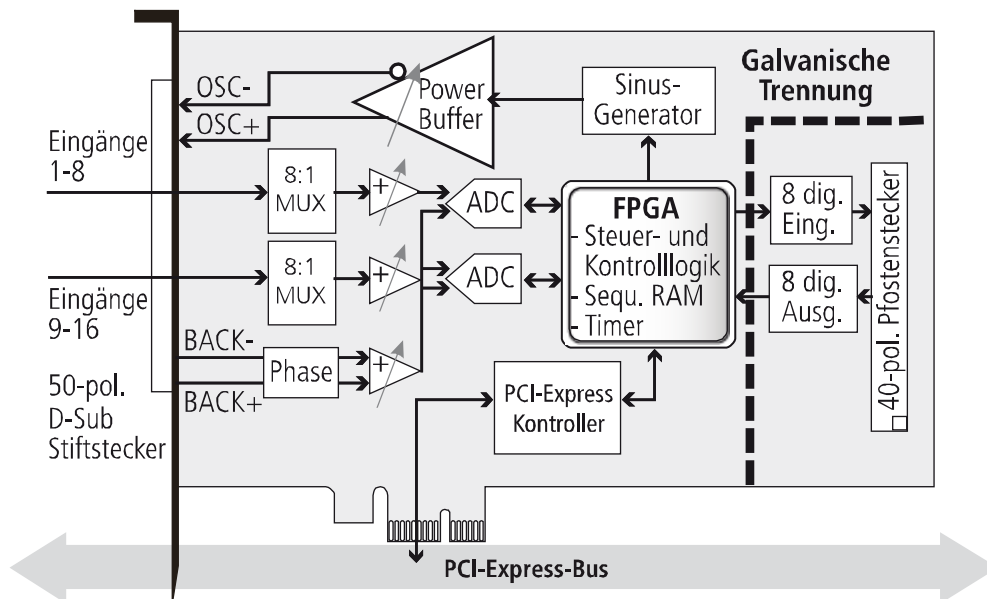 OSC-
OSC+
Power
Buffer
Sinus-
Generator
Galvanische
Trennung
Eingänge
1-8
8:1
MUX
+
ADC
FPGA
- Steuer- und
Kontrolllogik
- Sequ. RAM
- Timer
8 dig.
Eing.
8 dig.
Ausg.
40-pol. Pfostenstecker
Eingänge
9-16
8:1
MUX
+
ADC
BACK-
BACK+
Phase
+
50-pol.
D-Sub
Stiftstecker
PCI-Express
Kontroller
PCI-Express-Bus